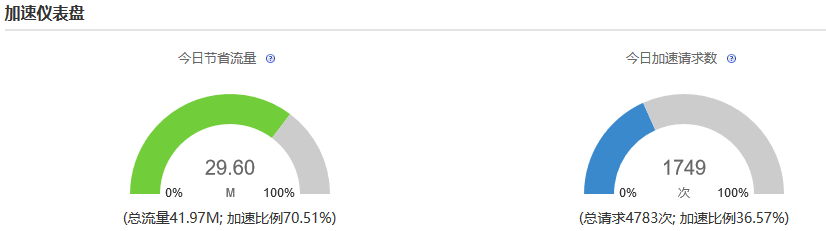 加速仪表盘
今日节省流量 ?
今日加速请求数 ?
29.60
1749
0% M 100%
0% 次 100%
(总流量41.97M; 加速比例70.51%)
(总请求4783次; 加速比例36.57%)